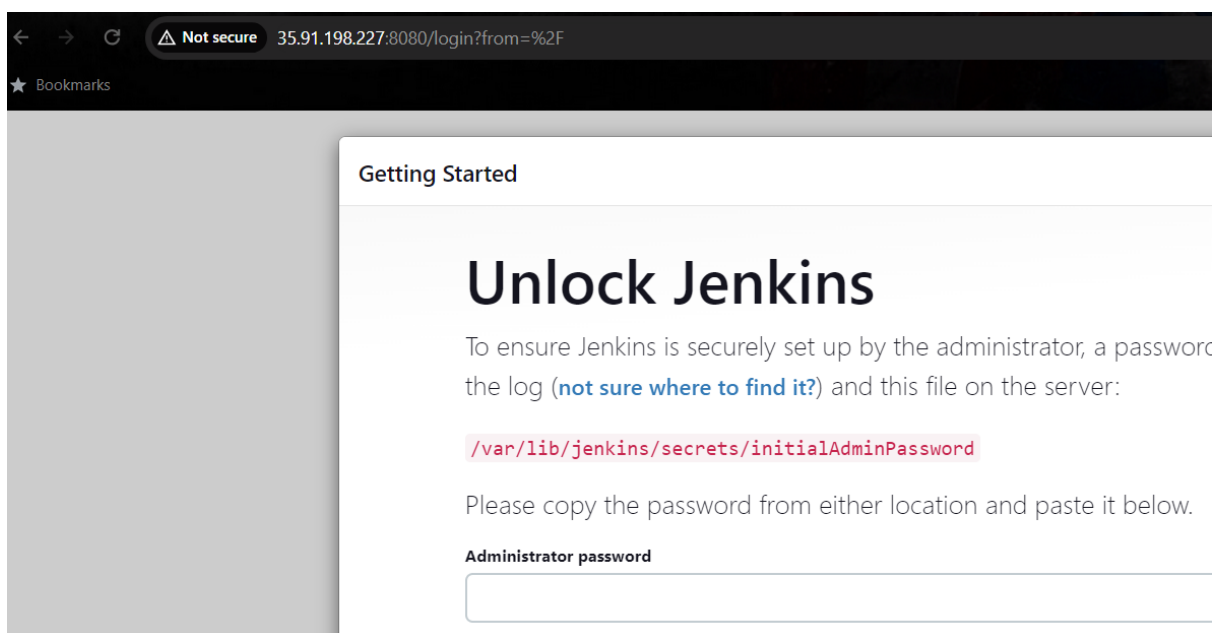 Not secure 35.91.198.227:8080/login?from=%2F
Bookmarks
Getting Started
Unlock Jenkins
To ensure Jenkins is securely set up by the administrator, a password
the log (not sure where to find it?) and this file on the server:
/var/lib/jenkins/secrets/initialAdminPassword
Please copy the password from either location and paste it below.
Administrator password